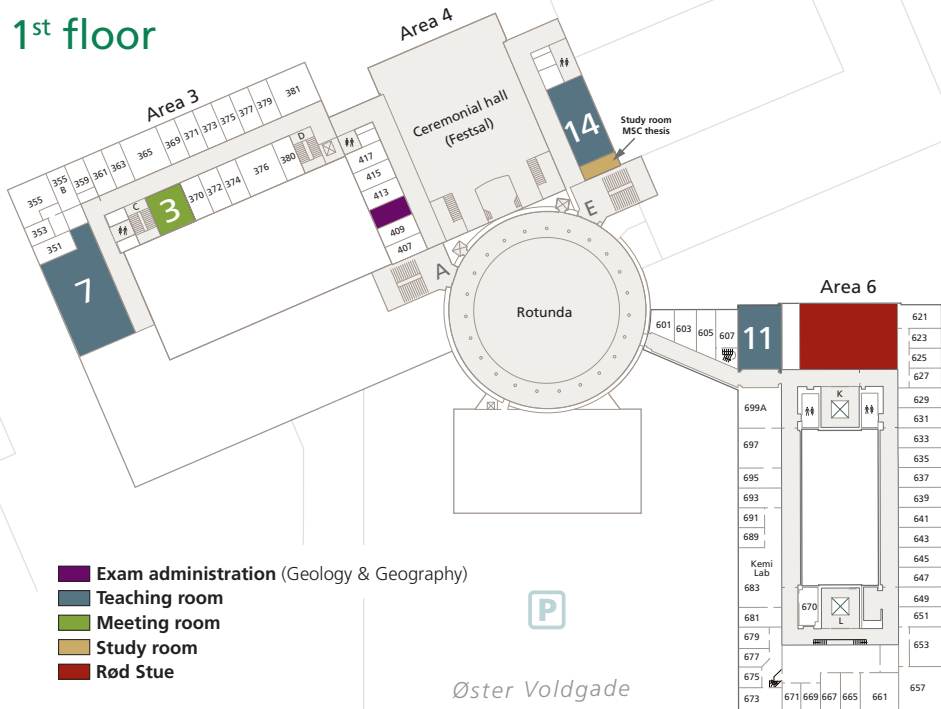 1st floor
Area 4
Area 3
Area 6
381
379
377
375
373
371
369
365
363
361
359
355
B
355
353
351
7
C
3
370
372
374
376
380
D
417
415
413
409
407
A
Ceremonial hall
(Festsal)
14
Study room
MSC thesis
E
Rotunda
601
603
605
607
11
621
623
625
627
629
631
633
635
637
639
641
643
645
647
649
651
653
657
661
665
667
669
671
673
675
677
679
681
683
Kemi
Lab
689
691
693
695
697
699A
K
670
L
Exam administration (Geology & Geography)
Teaching room
Meeting room
Study room
Rød Stue
P
Øster Voldgade